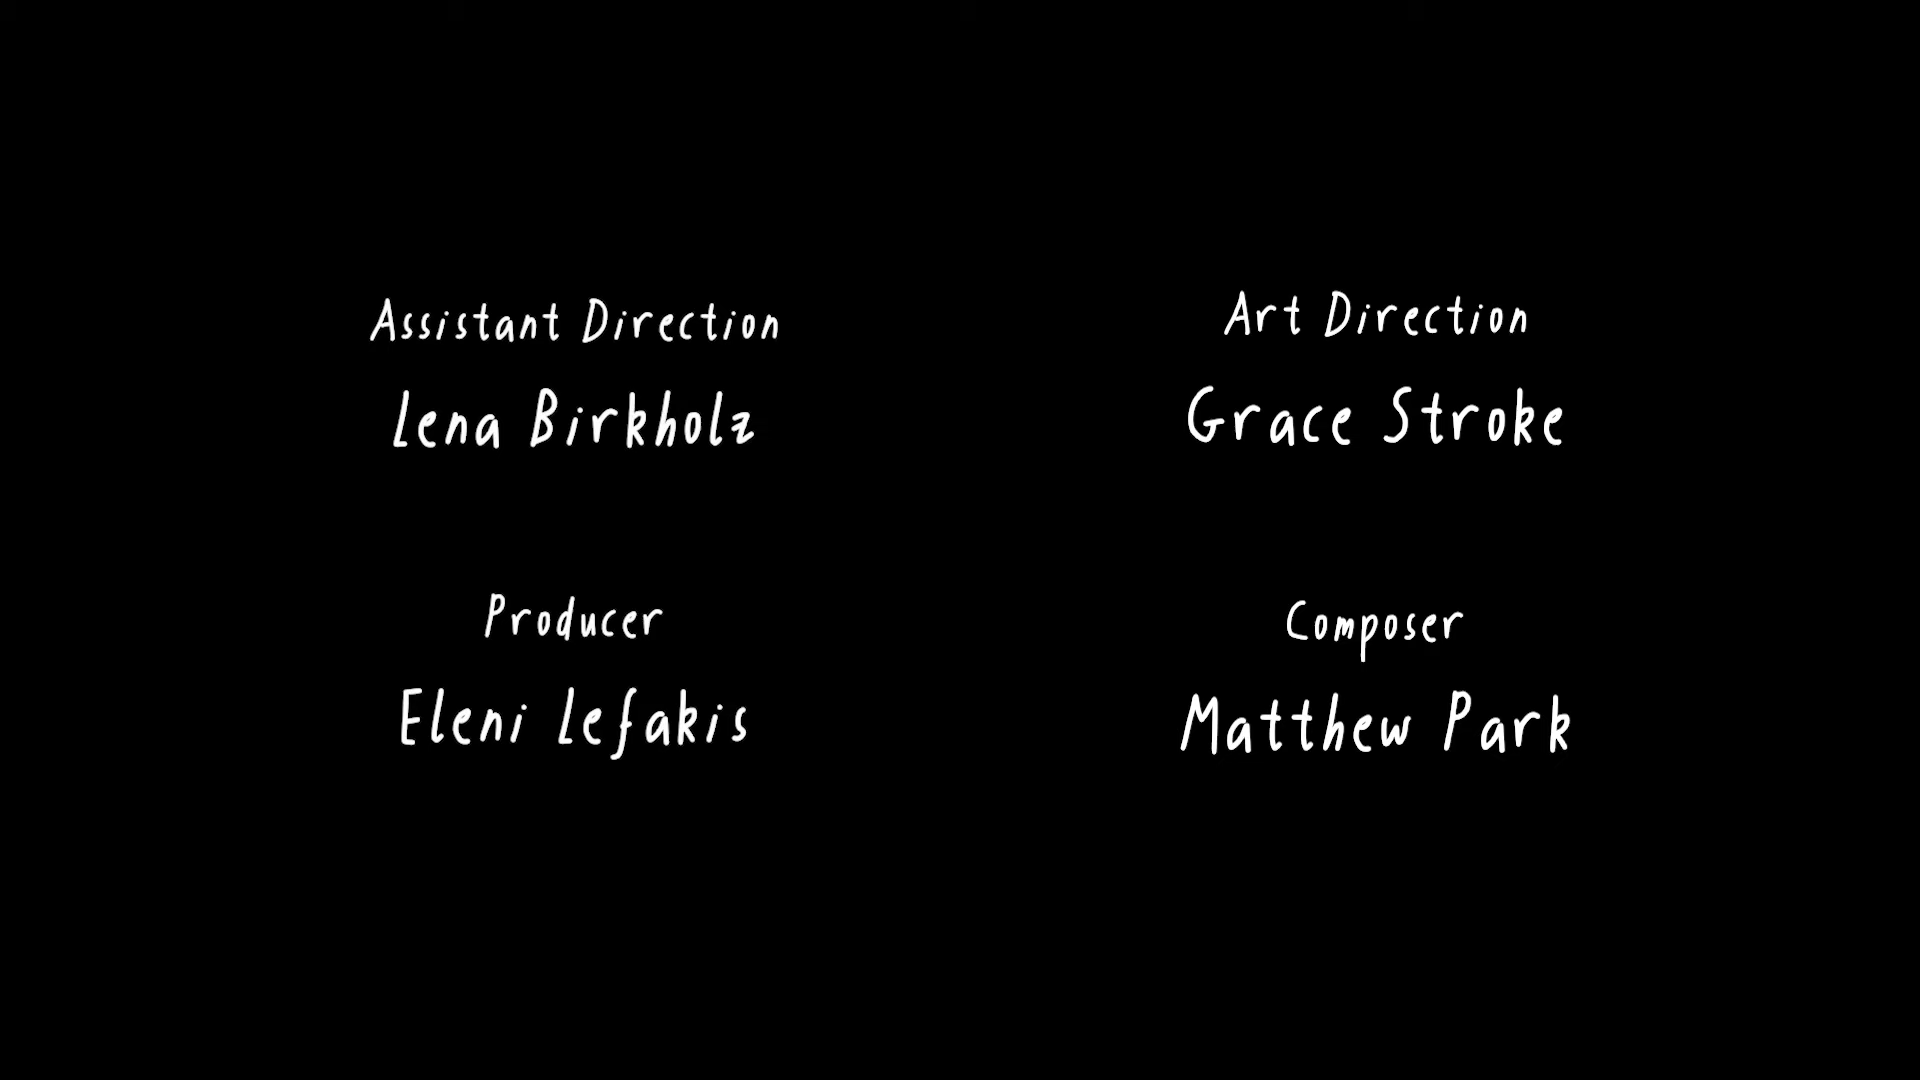 Assistant Direction
Lena Birkholz
Art Direction
Grace Stroke
Producer
Eleni Lefakis
Composer
Matthew Park